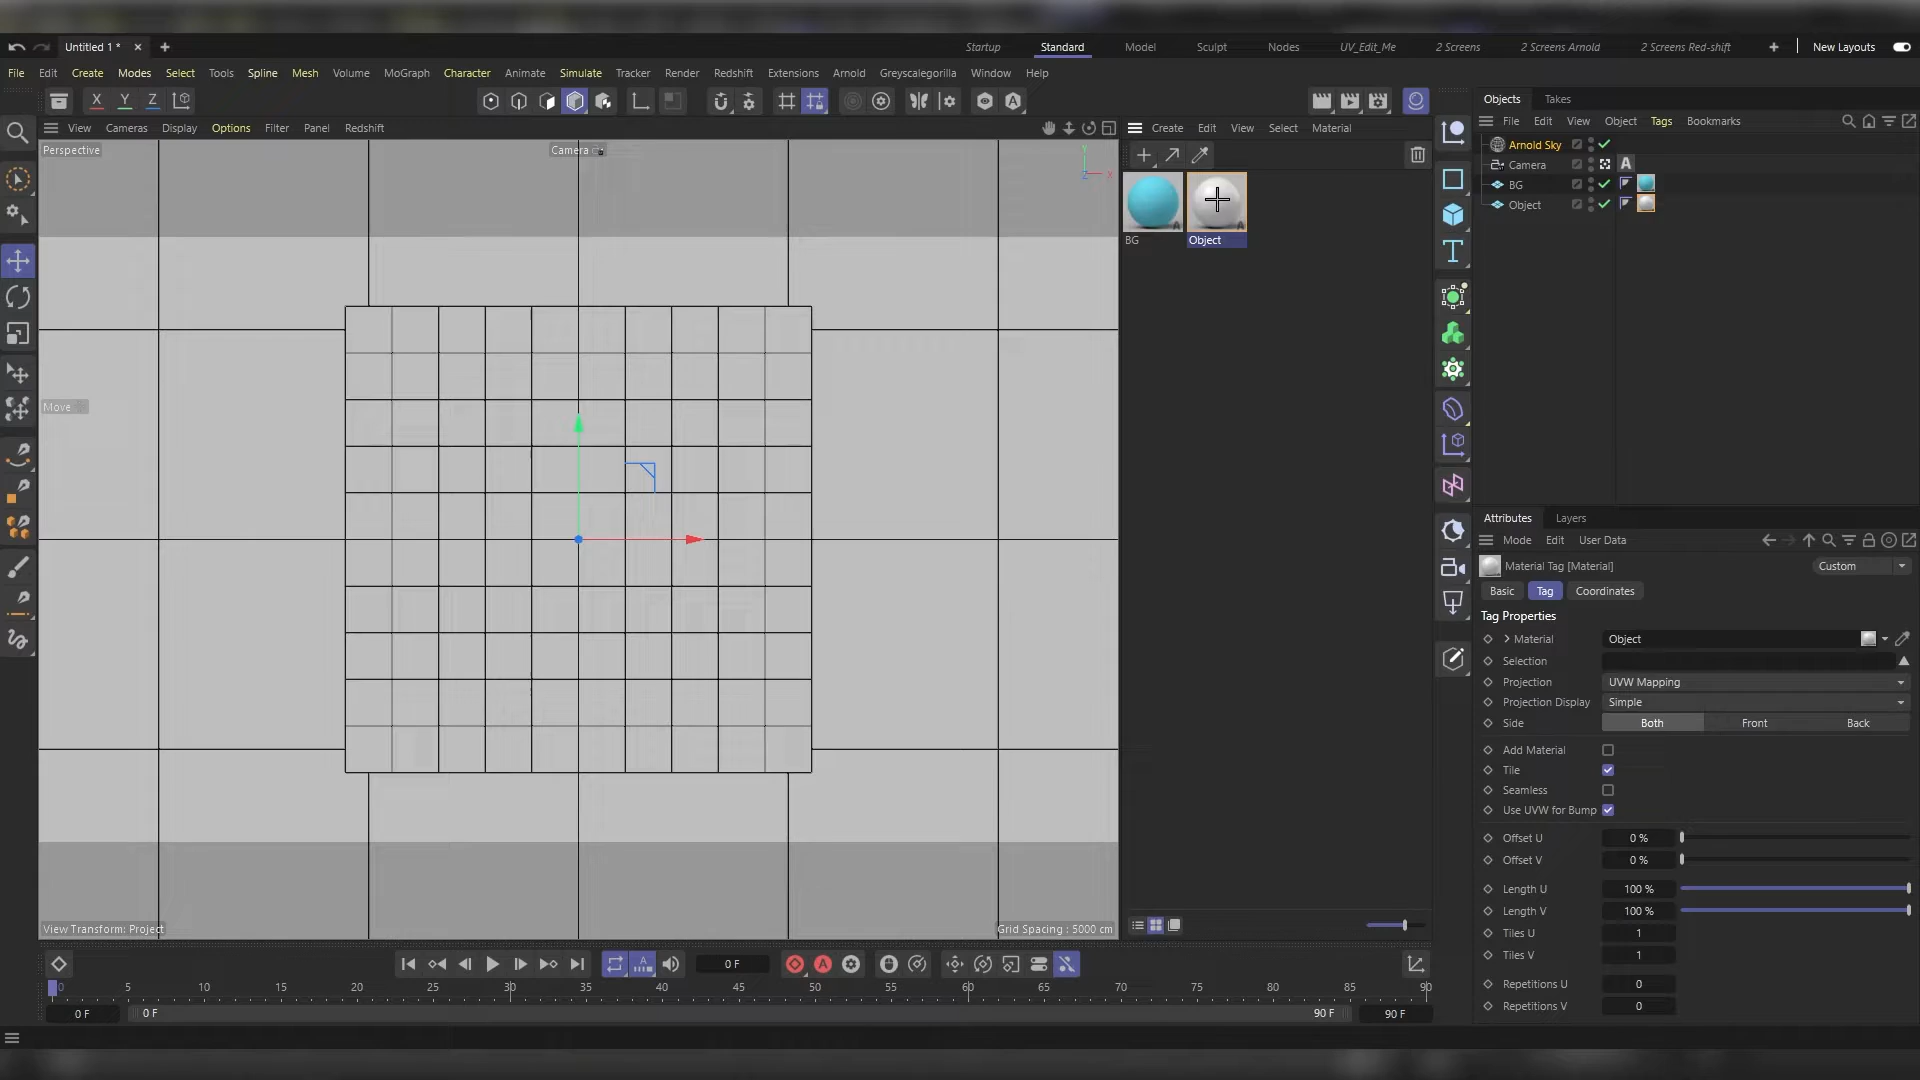 Untitled 1 *
Startup Standard Model Sculpt Nodes UV_Edit_Me 2 Screens 2 Screens Arnold 2 Screens Red-shift New Layouts
File Edit Create Modes Select Tools Spline Mesh Volume MoGraph Character Animate Simulate Tracker Render Redshift Extensions Arnold Greyscalegorilla Window Help
X Y Z
Objects Takes
View Cameras Display Options Filter Panel Redshift
Create Edit View Select Material
File Edit View Object Tags Bookmarks
Perspective
Camera
Arnold Sky
Camera
BG
Object
BG
Object
Move
Attributes Layers
Mode Edit User Data
Material Tag [Material]
Custom
Basic Tag Coordinates
Tag Properties
Material Object
Selection
Projection UVW Mapping
Projection Display Simple
Side Both Front Back
Add Material
Tile
Seamless
Use UVW for Bump
Offset U 0 %
Offset V 0 %
Length U 100 %
Length V 100 %
Tiles U 1
Tiles V 1
Repetitions U 0
Repetitions V 0
View Transform: Project
Grid Spacing : 5000 cm
0 F
0 5 10 15 20 25 30 35 40 45 50 55 60 65 70 75 80 85 90
0 F 0 F 90 F 90 F